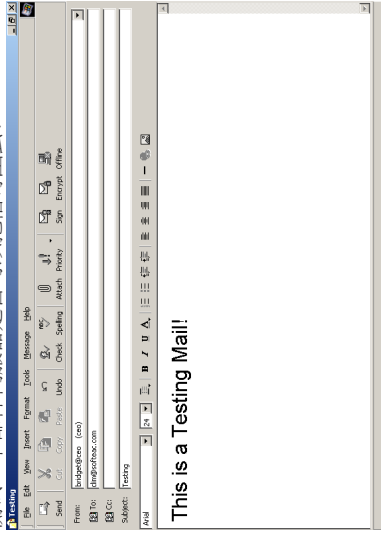 Testing
File Edit View Insert Format Tools Message Help
Send Cut Copy Paste Undo Check Spelling Attach Priority Sign Encrypt Offline
From: bridget@ceo (ceo)
To: clim@softeac.com
Cc:
Subject: Testing
Arial 24 B I U A
This is a Testing Mail!